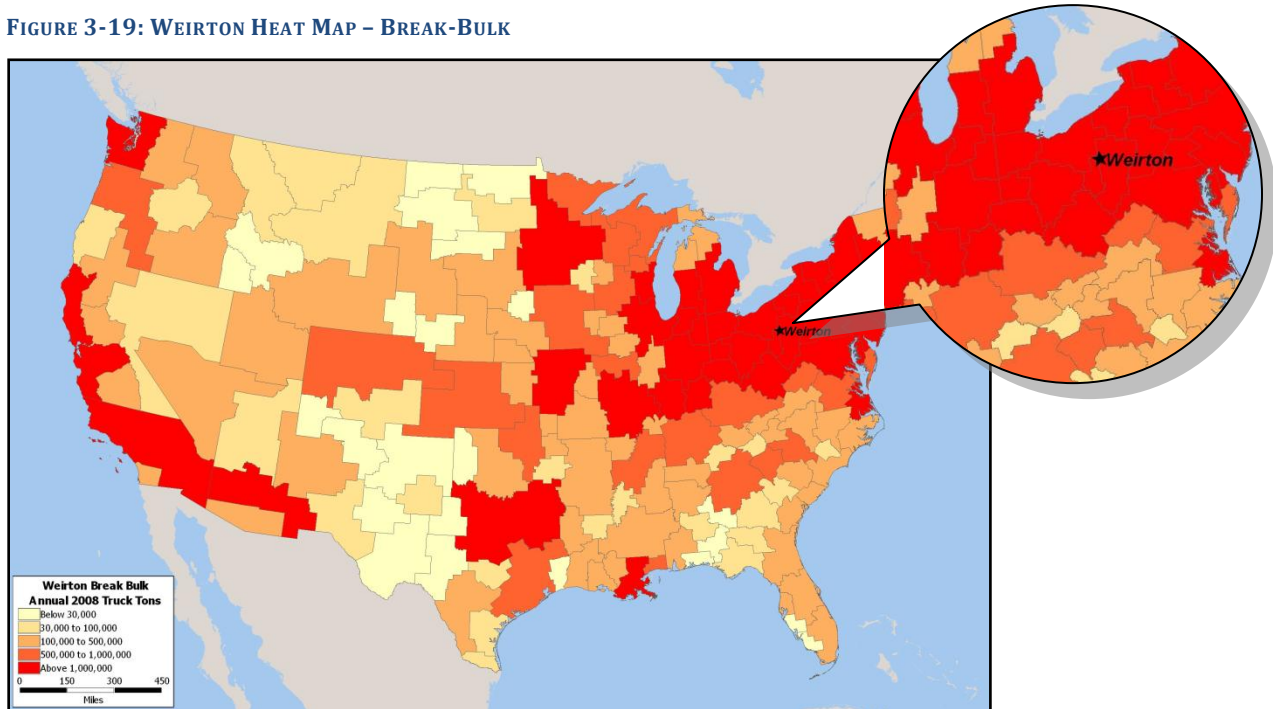 FIGURE 3-19: WEIRTON HEAT MAP – BREAK-BULK
Weirton
Weirton
Weirton Break Bulk
Annual 2008 Truck Tons
Below 30,000
30,000 to 100,000
100,000 to 500,000
500,000 to 1,000,000
Above 1,000,000
0 150 300 450
Miles